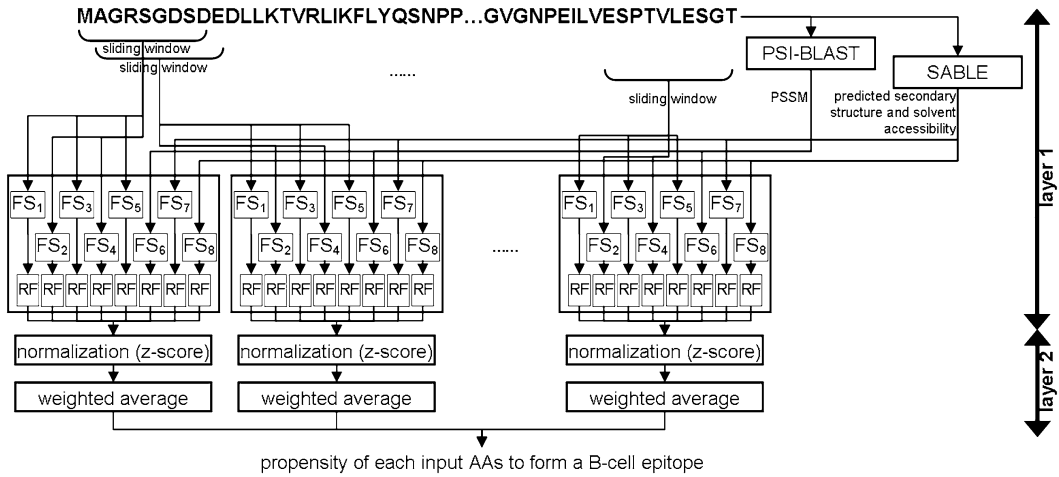 MAGRSGDSDEDLLKTVRLIKFLYQSNPP...GVGNPEILVESPTVLESGT
sliding window
sliding window
......
sliding window
PSI-BLAST
SABLE
PSSM
predicted secondary
structure and solvent
accessibility
layer 1
FS1 FS3 FS5 FS7
FS2 FS4 FS6 FS8
RF RF RF RF RF RF RF RF
FS1 FS3 FS5 FS7
FS2 FS4 FS6 FS8
RF RF RF RF RF RF RF RF
......
FS1 FS3 FS5 FS7
FS2 FS4 FS6 FS8
RF RF RF RF RF RF RF RF
normalization (z-score)
normalization (z-score)
normalization (z-score)
weighted average
weighted average
weighted average
layer 2
propensity of each input AAs to form a B-cell epitope